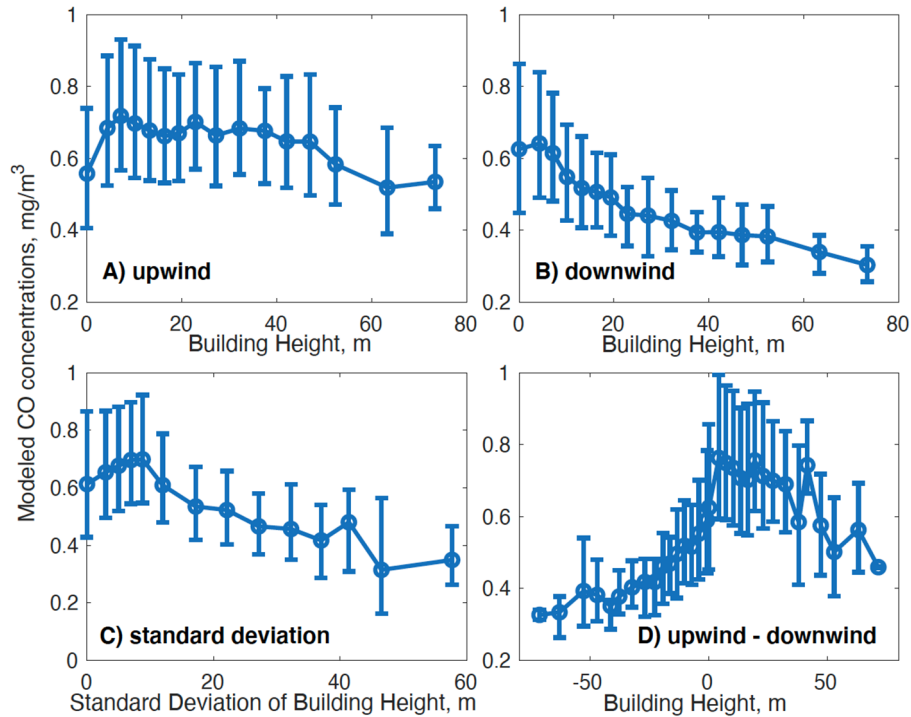 Modeled CO concentrations, mg/m³
1
0.8
0.6
0.4
0.2
A) upwind
0 20 40 60 80
Building Height, m
1
0.8
0.6
0.4
0.2
B) downwind
0 20 40 60 80
Building Height, m
1
0.8
0.6
0.4
0.2
0
C) standard deviation
0 20 40 60
Standard Deviation of Building Height, m
1
0.8
0.6
0.4
0.2
D) upwind - downwind
-50 0 50
Building Height, m